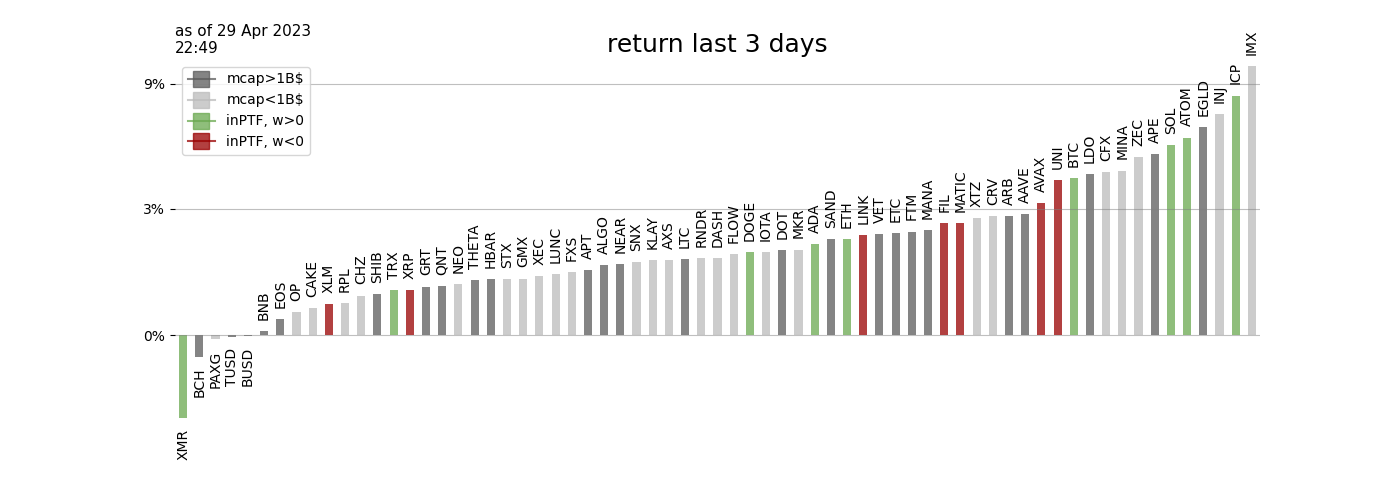 as of 29 Apr 2023
22:49
return last 3 days
mcap>1B$
mcap<1B$
inPTF, w>0
inPTF, w<0
9%
3%
0%
XMR
BCH
PAXG
TUSD
BUSD
BNB
EOS
OP
CAKE
XLM
RPL
CHZ
SHIB
TRX
XRP
GRT
QNT
NEO
THETA
HBAR
STX
GMX
XEC
LUNC
FXS
APT
ALGO
NEAR
SNX
KLAY
AXS
LTC
RNDR
DASH
FLOW
DOGE
IOTA
DOT
MKR
ADA
SAND
ETH
LINK
VET
ETC
FTM
MANA
FIL
MATIC
XTZ
CRV
ARB
AAVE
AVAX
UNI
BTC
LDO
CFX
MINA
ZEC
APE
SOL
ATOM
EGLD
INJ
ICP
IMX